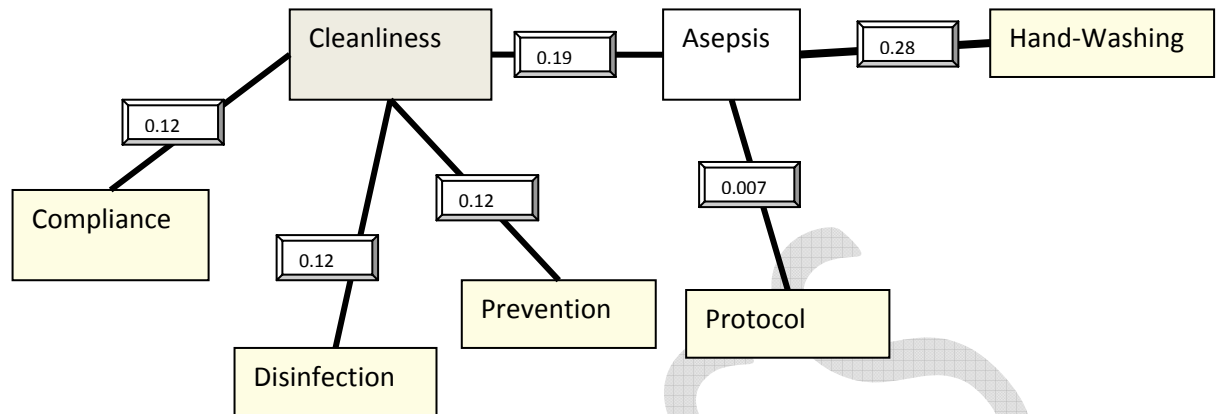 Cleanliness
0.19
Asepsis
0.28
Hand-Washing
0.12
Compliance
0.12
Disinfection
0.12
Prevention
0.007
Protocol